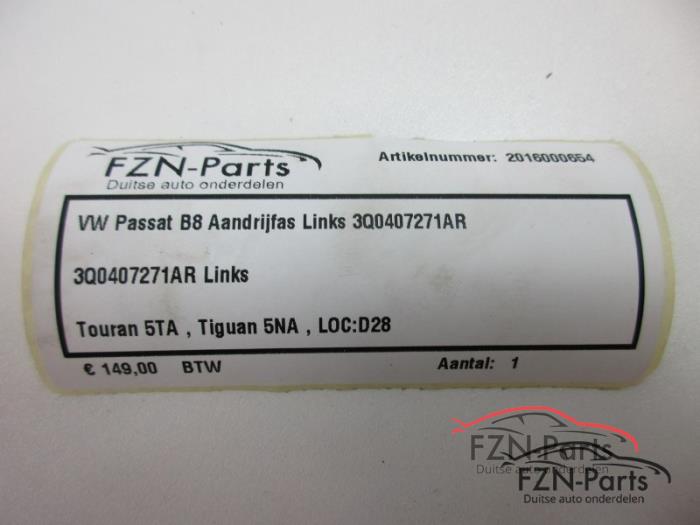 FZN-Parts
Duitse auto onderdelen
Artikelnummer: 2016000654
VW Passat B8 Aandrijfas Links 3Q0407271AR
3Q0407271AR Links
Touran 5TA , Tiguan 5NA , LOC:D28
€ 149,00 BTW
Aantal: 1
FZN-Parts
Duitse auto onderdelen
FZN-Parts
Duitse auto onderdelen